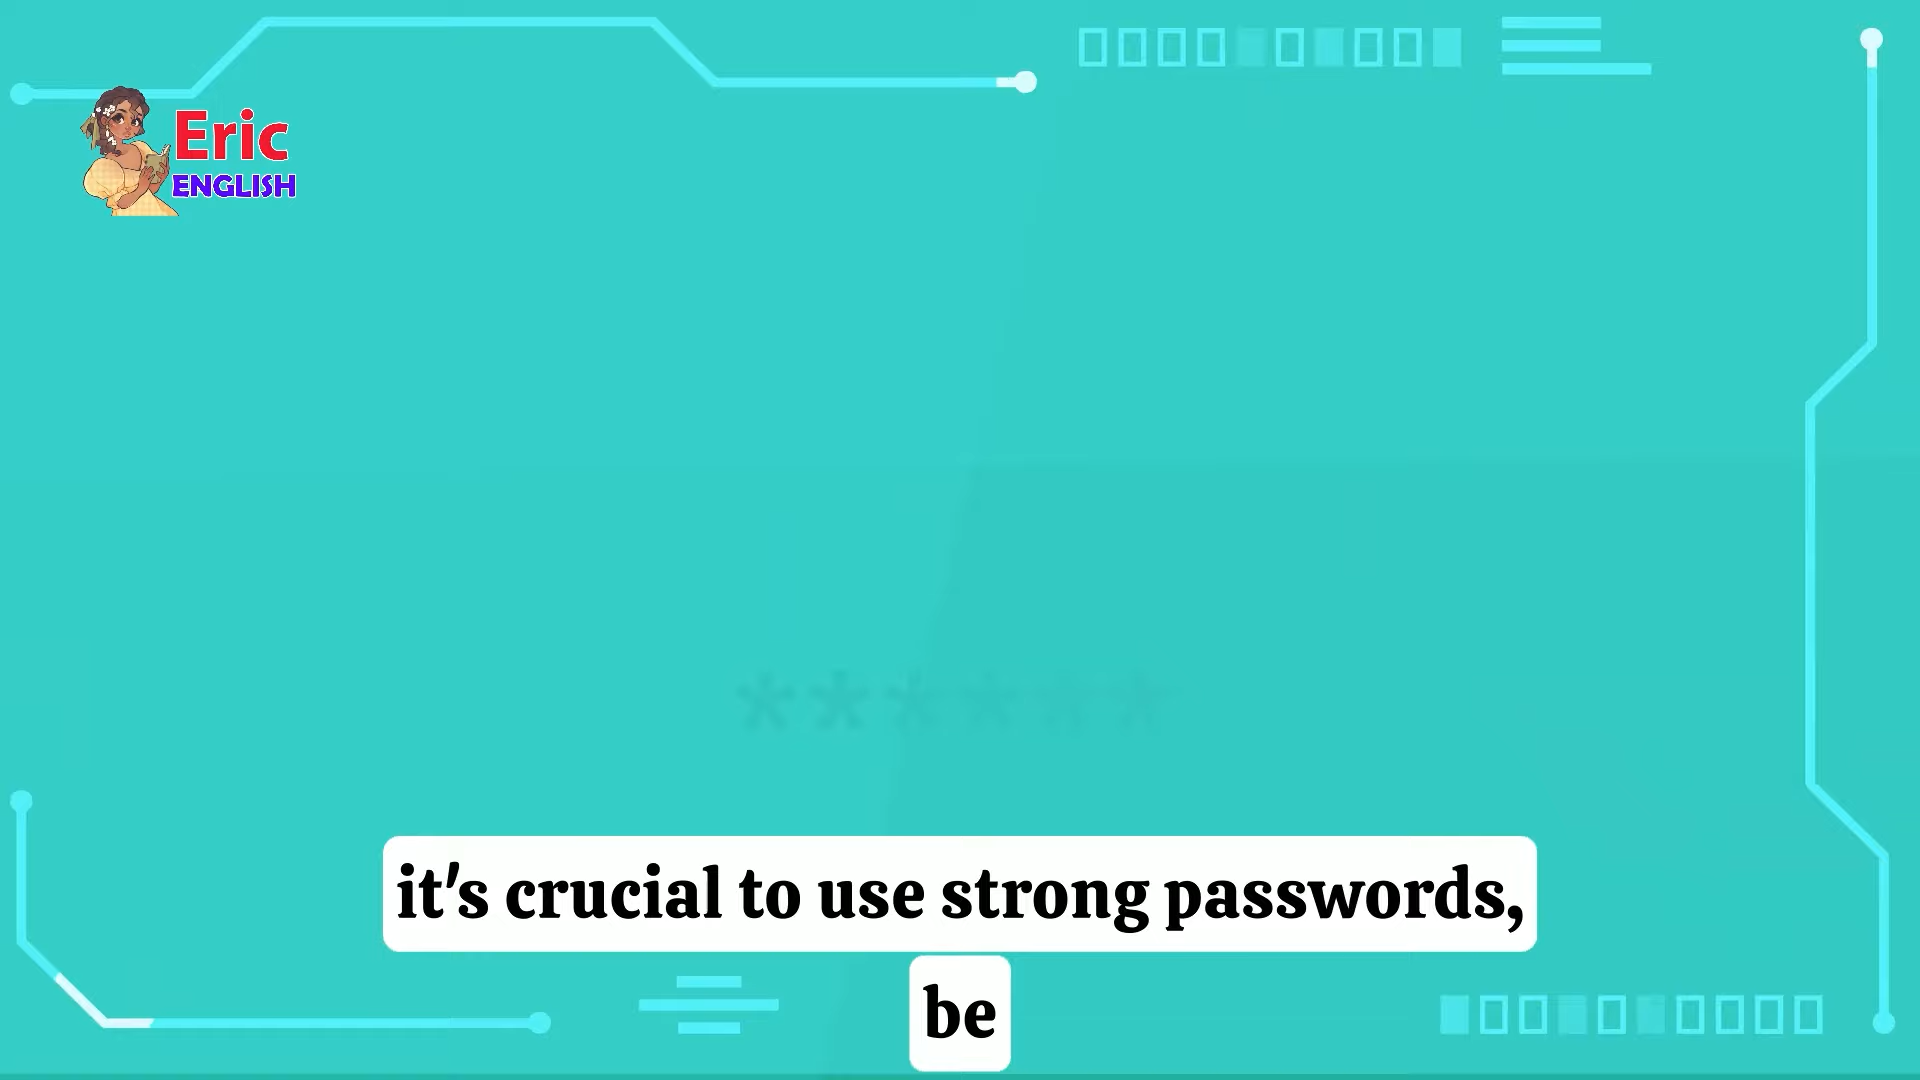 Eric
ENGLISH
******
it's crucial to use strong passwords,
be